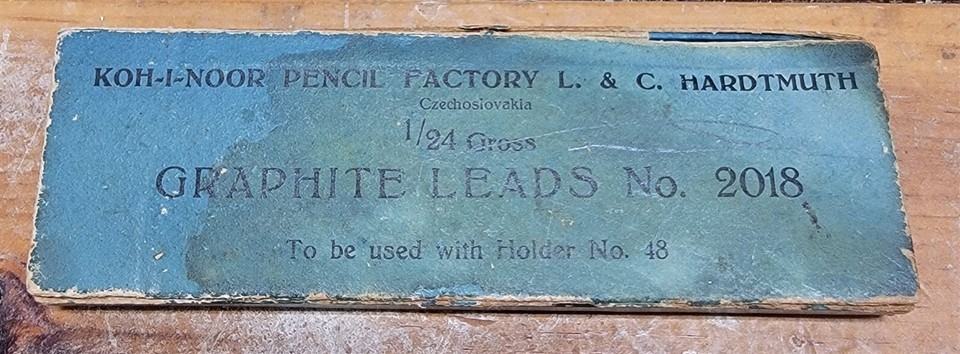 KOH-I-NOOR PENCIL FACTORY L. & C. HARDTMUTH
Czechoslovakia
1/24 Gross
GRAPHITE LEADS No. 2018
To be used with Holder No. 48